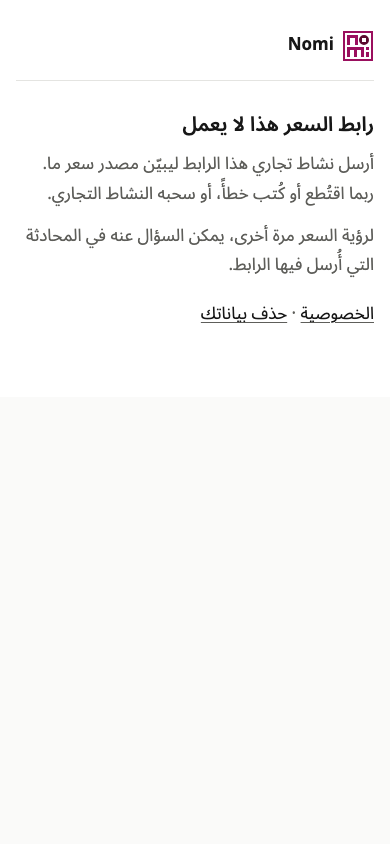 Nomi
رابط السعر هذا لا يعمل
أرسل نشاط تجاري هذا الرابط ليبيّن مصدر سعر ما.
ربما اقتُطع أو كُتب خطأً، أو سحبه النشاط التجاري.
لرؤية السعر مرة أخرى، يمكن السؤال عنه في المحادثة
التي أُرسل فيها الرابط.
الخصوصية · حذف بياناتك